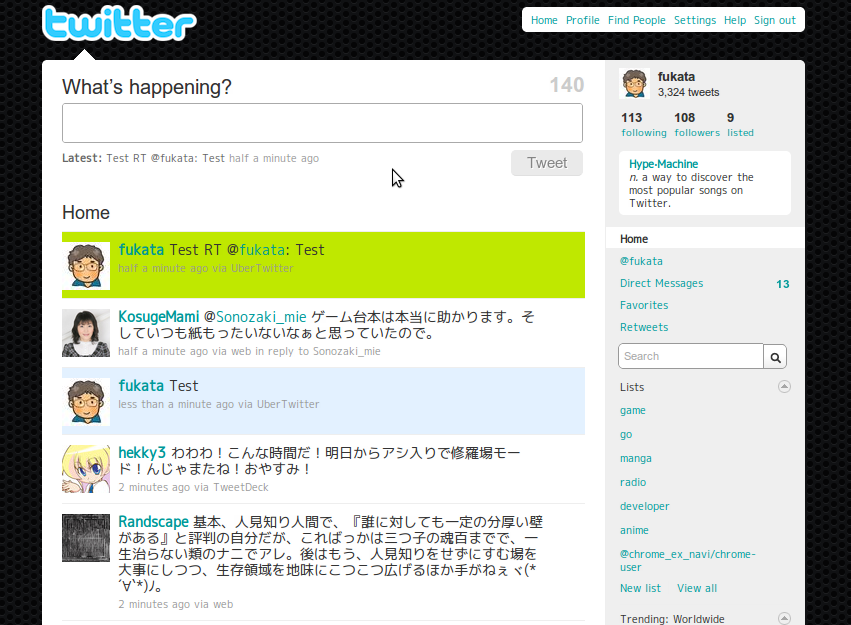 twitter
Home Profile Find People Settings Help Sign out
What's happening?
140
Latest: Test RT @fukata: Test half a minute ago
Tweet
Home
fukata Test RT @fukata: Test
half a minute ago via UberTwitter
KosugeMami @Sonozaki_mie ゲーム台本は本当に助かります。そ
していつも紙もったいないなぁと思っていたので。
half a minute ago via web in reply to Sonozaki_mie
fukata Test
less than a minute ago via UberTwitter
hekky3 わわわ！こんな時間だ！明日からアシ入りで修羅場モー
ド！んじゃまたね！おやすみ！
2 minutes ago via TweetDeck
Randscape 基本、人見知り人間で、『誰に対しても一定の分厚い壁
がある』と評判の自分だが、こればっかは三つ子の魂百までで、一
生治らない類のナニでアレ。後はもう、人見知りをせずにすむ場を
大事にしつつ、生存領域を地味にこつこつ広げるほか手がねぇヾ(*
´∀`*)ﾉ。
2 minutes ago via web
fukata
3,324 tweets
113 108 9
following followers listed
Hype-Machine
n. a way to discover the
most popular songs on
Twitter.
Home
@fukata
Direct Messages 13
Favorites
Retweets
Search
Lists
game
go
manga
radio
developer
anime
@chrome_ex_navi/chrome-
user
New list View all
Trending: Worldwide